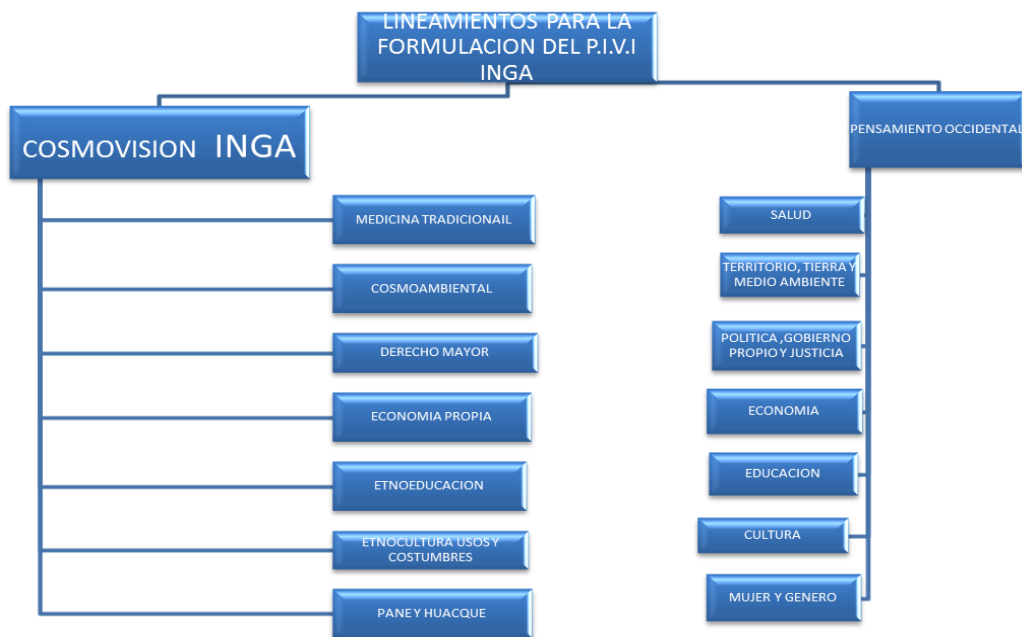 LINEAMIENTOS PARA LA
FORMULACION DEL P.I.V.I
INGA
COSMOVISION INGA
MEDICINA TRADICIONAIL
COSMOAMBIENTAL
DERECHO MAYOR
ECONOMIA PROPIA
ETNOEDUCACION
ETNOCULTURA USOS Y
COSTUMBRES
PANE Y HUACQUE
PENSAMIENTO OCCIDENTAL
SALUD
TERRITORIO, TIERRA Y
MEDIO AMBIENTE
POLITICA ,GOBIERNO
PROPIO Y JUSTICIA
ECONOMIA
EDUCACION
CULTURA
MUJER Y GENERO